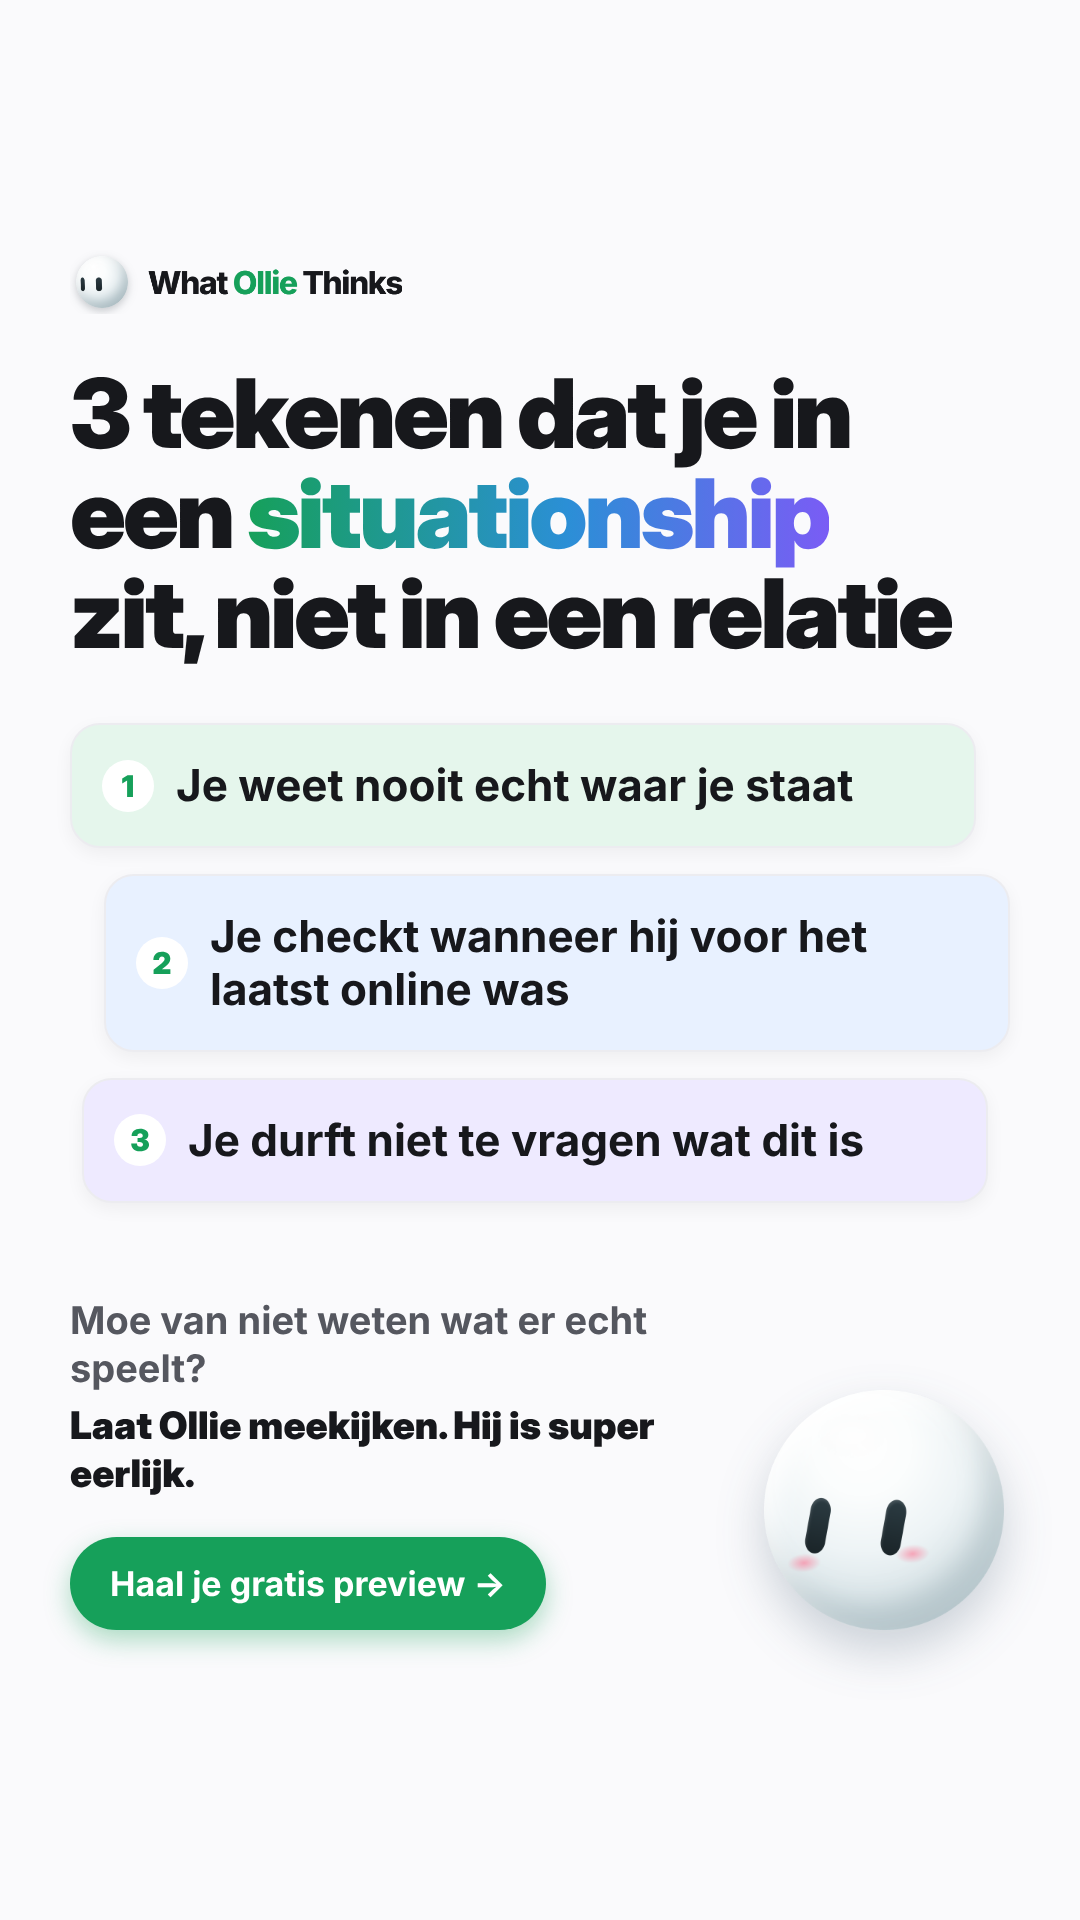 What Ollie Thinks
3 tekenen dat je in
een situationship
zit, niet in een relatie
1 Je weet nooit echt waar je staat
2 Je checkt wanneer hij voor het
laatst online was
3 Je durft niet te vragen wat dit is
Moe van niet weten wat er echt
speelt?
Laat Ollie meekijken. Hij is super
eerlijk.
Haal je gratis preview →